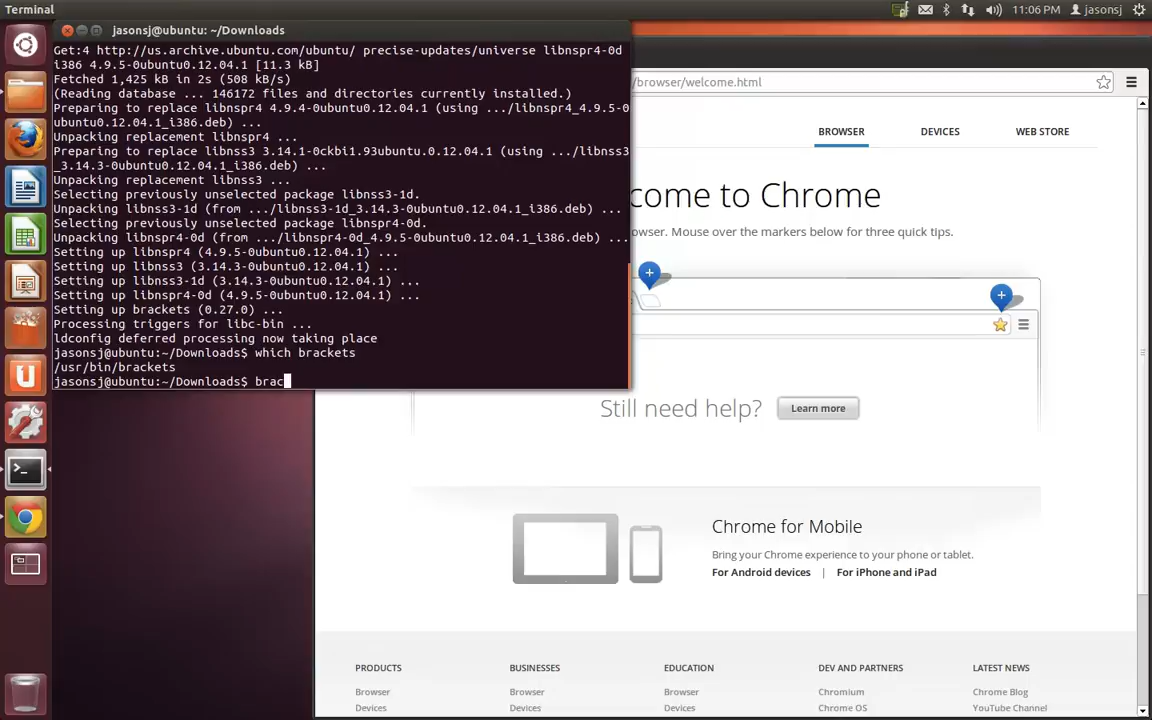 Terminal
11:06 PM
jasonsj
jasonsj@ubuntu: ~/Downloads
Get:4 http://us.archive.ubuntu.com/ubuntu/ precise-updates/universe libnspr4-0d
i386 4.9.5-0ubuntu0.12.04.1 [11.3 kB]
Fetched 1,425 kB in 2s (508 kB/s)
(Reading database ... 146172 files and directories currently installed.)
Preparing to replace libnspr4 4.9.4-0ubuntu0.12.04.1 (using .../libnspr4_4.9.5-0
ubuntu0.12.04.1_i386.deb) ...
Unpacking replacement libnspr4 ...
Preparing to replace libnss3 3.14.1-0ckbi1.93ubuntu.0.12.04.1 (using .../libnss3
_3.14.3-0ubuntu0.12.04.1_i386.deb) ...
Unpacking replacement libnss3 ...
Selecting previously unselected package libnss3-1d.
Unpacking libnss3-1d (from .../libnss3-1d_3.14.3-0ubuntu0.12.04.1_i386.deb) ...
Selecting previously unselected package libnspr4-0d.
Unpacking libnspr4-0d (from .../libnspr4-0d_4.9.5-0ubuntu0.12.04.1_i386.deb) ...
Setting up libnspr4 (4.9.5-0ubuntu0.12.04.1) ...
Setting up libnss3 (3.14.3-0ubuntu0.12.04.1) ...
Setting up libnss3-1d (3.14.3-0ubuntu0.12.04.1) ...
Setting up libnspr4-0d (4.9.5-0ubuntu0.12.04.1) ...
Setting up brackets (0.27.0) ...
Processing triggers for libc-bin ...
ldconfig deferred processing now taking place
jasonsj@ubuntu:~/Downloads$ which brackets
/usr/bin/brackets
jasonsj@ubuntu:~/Downloads$ brac
/browser/welcome.html
BROWSER DEVICES WEB STORE
come to Chrome
owser. Mouse over the markers below for three quick tips.
Still need help? Learn more
Chrome for Mobile
Bring your Chrome experience to your phone or tablet.
For Android devices | For iPhone and iPad
PRODUCTS BUSINESSES EDUCATION DEV AND PARTNERS LATEST NEWS
Browser Browser Browser Chromium Chrome Blog
Devices Devices Devices Chrome OS YouTube Channel